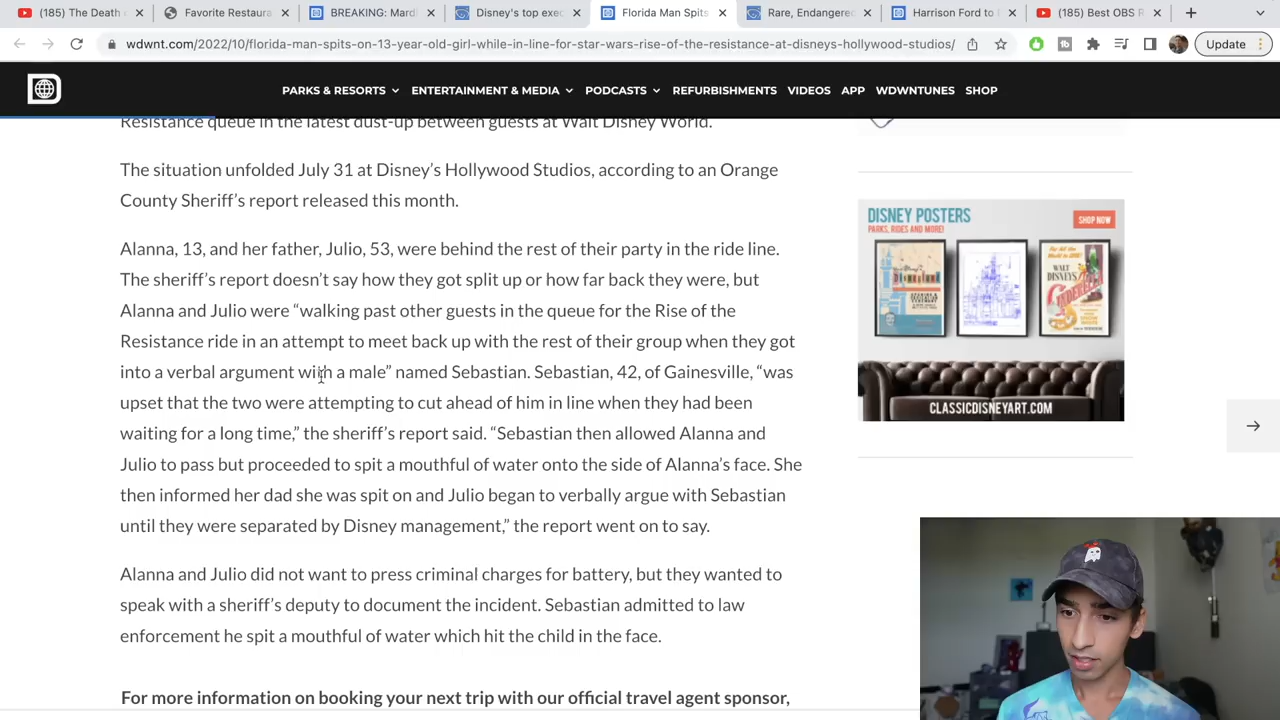 (185) The Death o
Favorite Restaura
BREAKING: Mard
Disney's top exec
Florida Man Spits
Rare, Endangere
Harrison Ford to
(185) Best OBS R
wdwnt.com/2022/10/florida-man-spits-on-13-year-old-girl-while-in-line-for-star-wars-rise-of-the-resistance-at-disneys-hollywood-studios/
Update
PARKS & RESORTS ENTERTAINMENT & MEDIA PODCASTS REFURBISHMENTS VIDEOS APP WDWNTUNES SHOP
Resistance queue in the latest dust-up between guests at Walt Disney World.
The situation unfolded July 31 at Disney's Hollywood Studios, according to an Orange
County Sheriff's report released this month.
Alanna, 13, and her father, Julio, 53, were behind the rest of their party in the ride line.
The sheriff's report doesn't say how they got split up or how far back they were, but
Alanna and Julio were “walking past other guests in the queue for the Rise of the
Resistance ride in an attempt to meet back up with the rest of their group when they got
into a verbal argument with a male” named Sebastian. Sebastian, 42, of Gainesville, “was
upset that the two were attempting to cut ahead of him in line when they had been
waiting for a long time,” the sheriff's report said. “Sebastian then allowed Alanna and
Julio to pass but proceeded to spit a mouthful of water onto the side of Alanna's face. She
then informed her dad she was spit on and Julio began to verbally argue with Sebastian
until they were separated by Disney management,” the report went on to say.
Alanna and Julio did not want to press criminal charges for battery, but they wanted to
speak with a sheriff's deputy to document the incident. Sebastian admitted to law
enforcement he spit a mouthful of water which hit the child in the face.
For more information on booking your next trip with our official travel agent sponsor,
DISNEY POSTERS
PARKS, RIDES AND MORE!
SHOP NOW
WALT DISNEY'S
CINDERELLA
CLASSICDISNEYART.COM